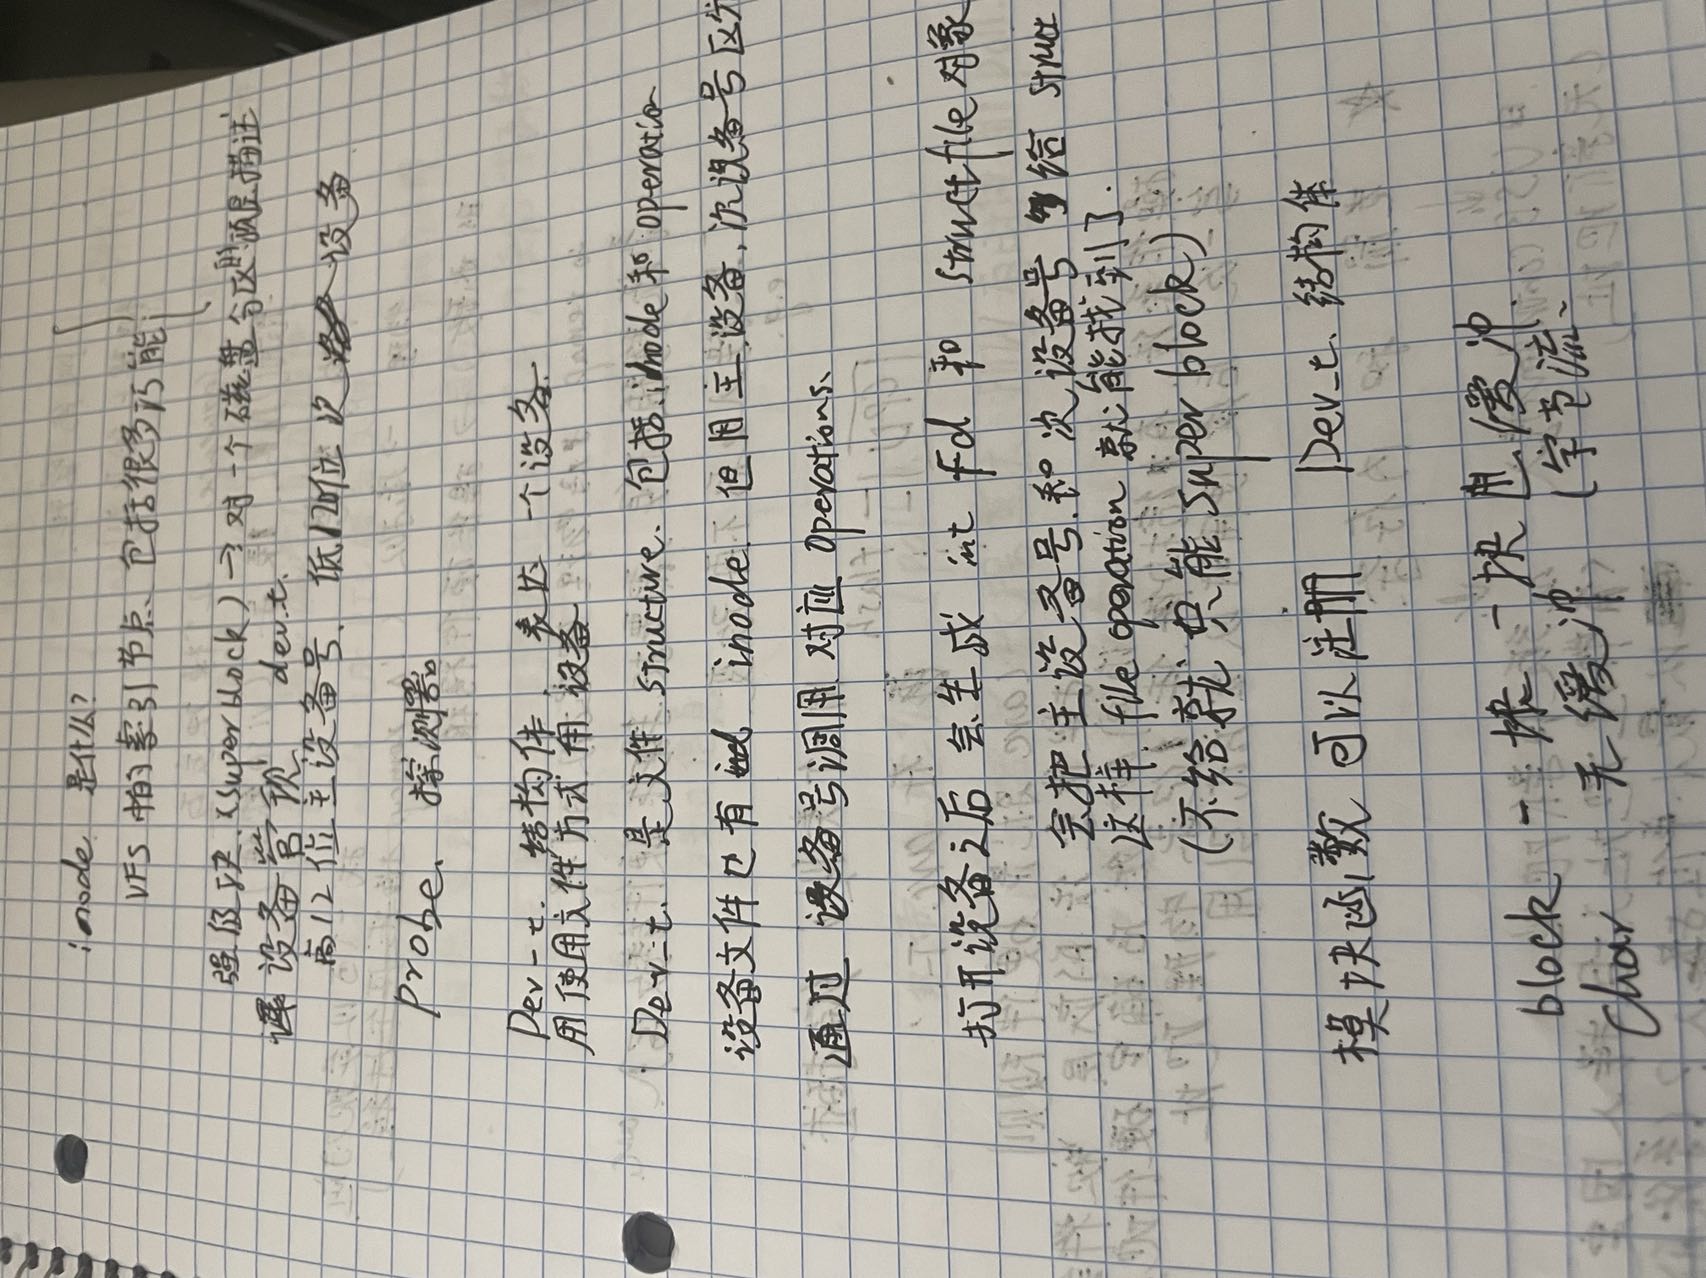 inode 是什么?
VFS 中的索引节点、包括很多功能
级块 (superblock) → 对一个磁盘分区的顶层描述
设备管理 dev.t.
高12位主设备号. 低20位次设备
probe. 探测器
Dev-t. 结构体. 表达一个设备.
用使用文件方式用设备
Dev_t. 是文件 structure. 包括 inode 和 operation
设备文件也有 inode. 但用主设备, 次设备号区分
通过设备号调用对应 operations、
打开设备之后会生成 int fd 和 struct file 对象
会把主设备号和次设备号给 struct
这样 file operation 就能找到了.
(不给就只能 super block)
模块函数可以注册 Dev_t. 结构体
block 一块一块 缓冲
char 无缓冲 (字节流、